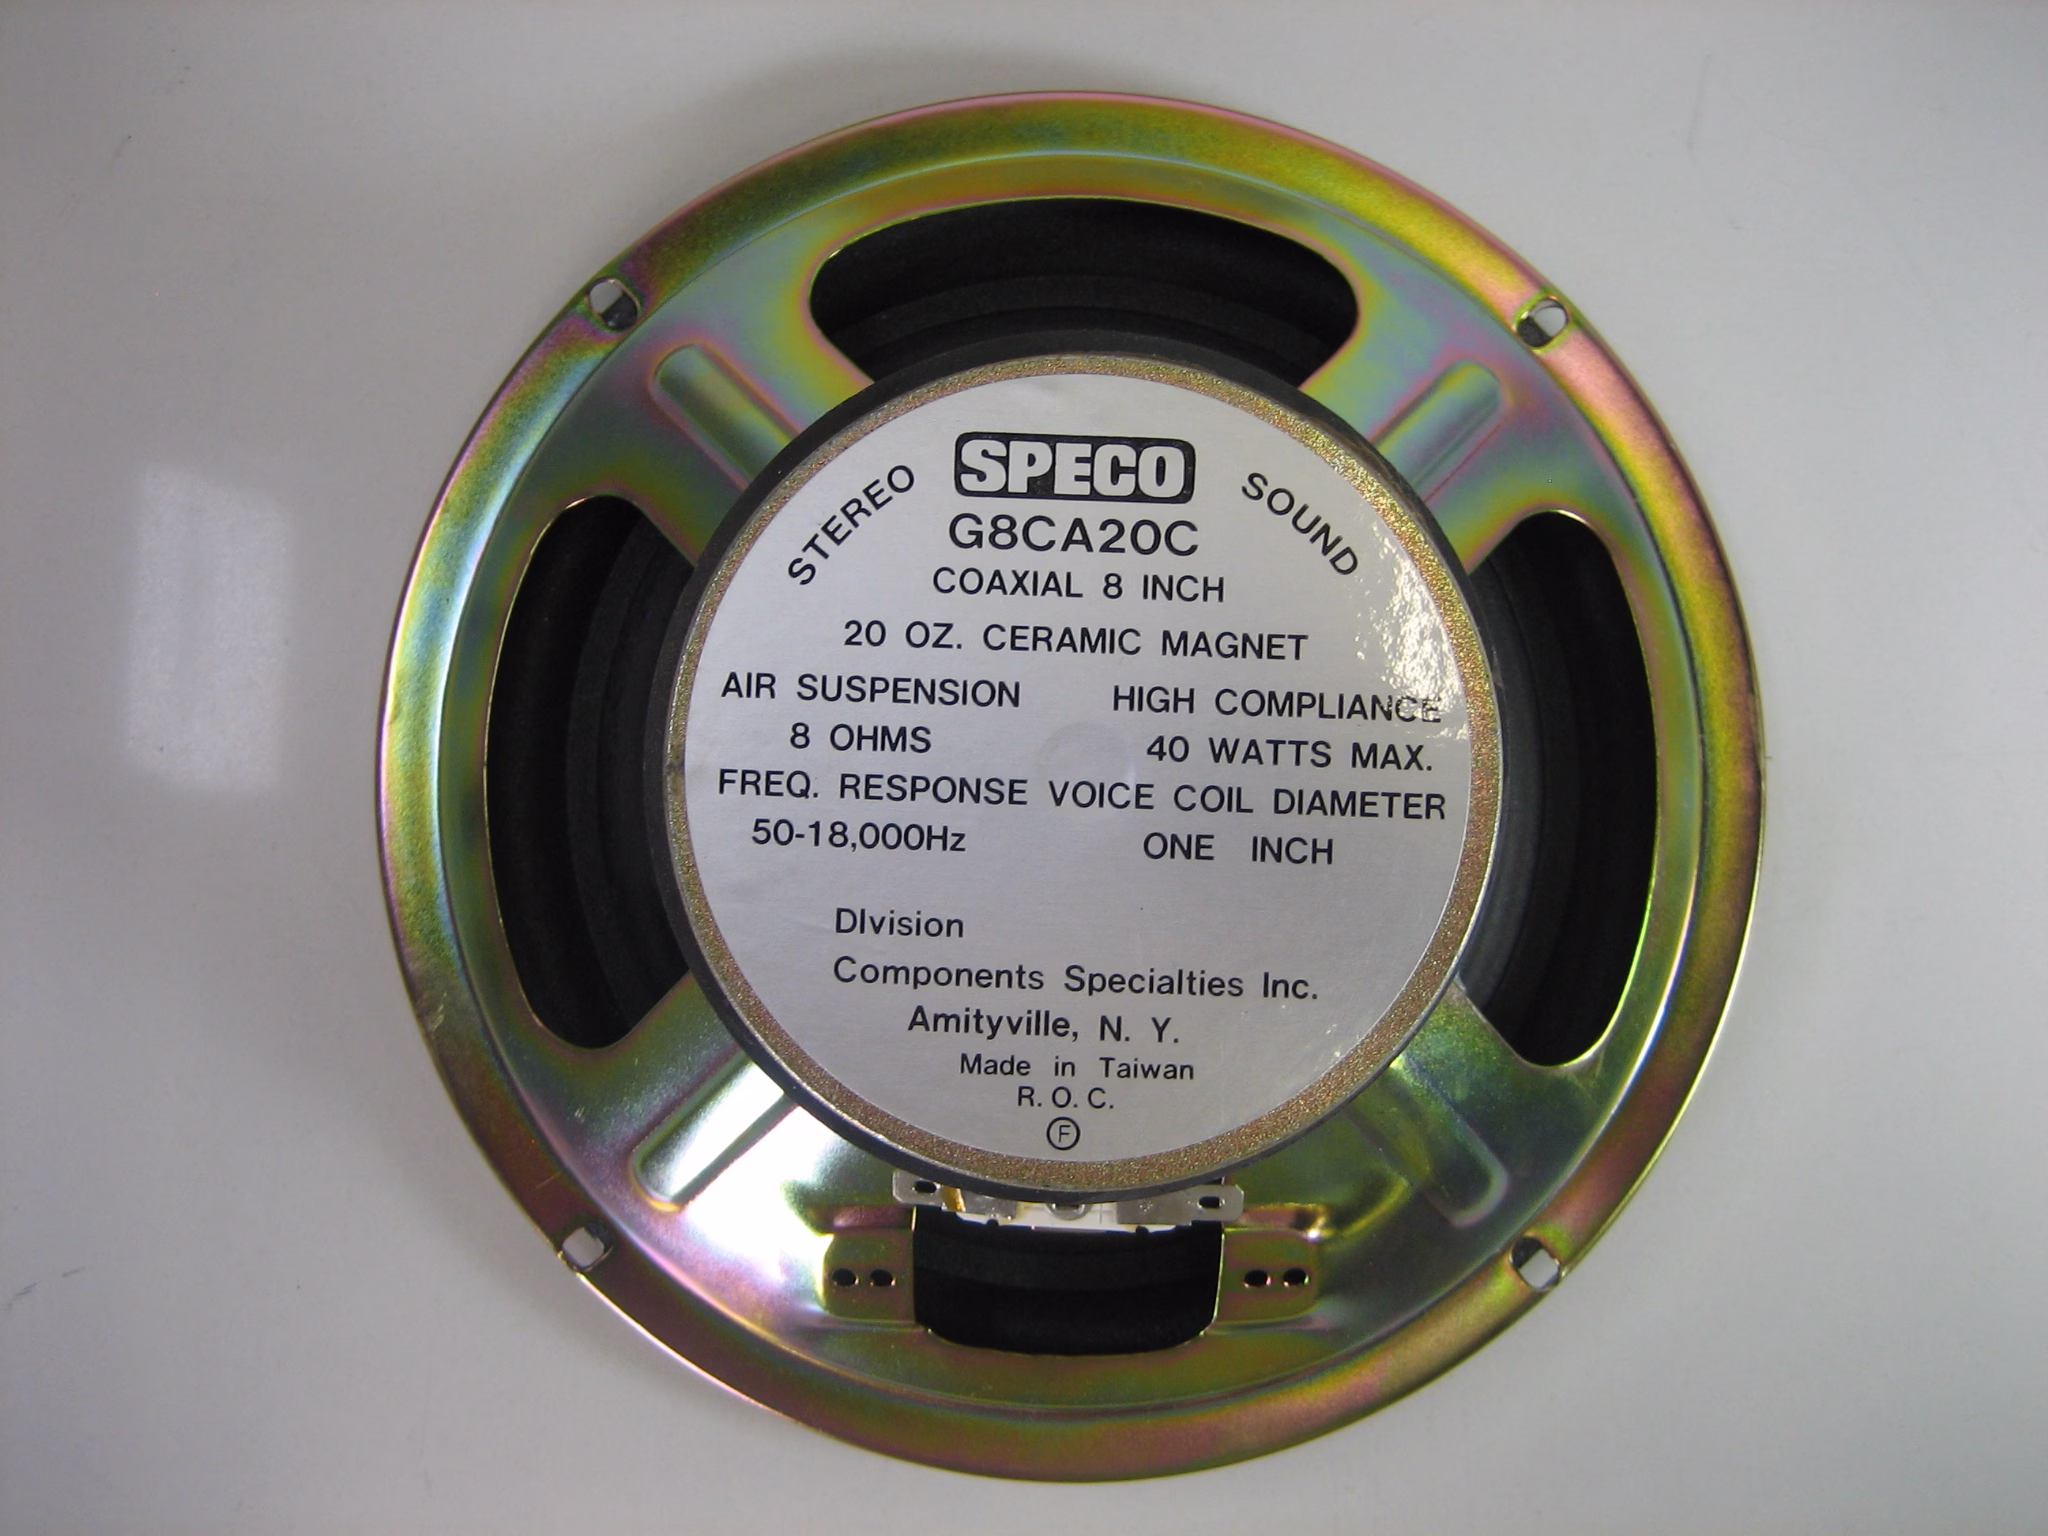 SPECO
STEREO SOUND
G8CA20C
COAXIAL 8 INCH
20 OZ. CERAMIC MAGNET
AIR SUSPENSION HIGH COMPLIANCE
8 OHMS 40 WATTS MAX.
FREQ. RESPONSE VOICE COIL DIAMETER
50-18,000Hz ONE INCH
DIvision
Components Specialties Inc.
Amityville, N. Y.
Made in Taiwan
R. O. C.
F